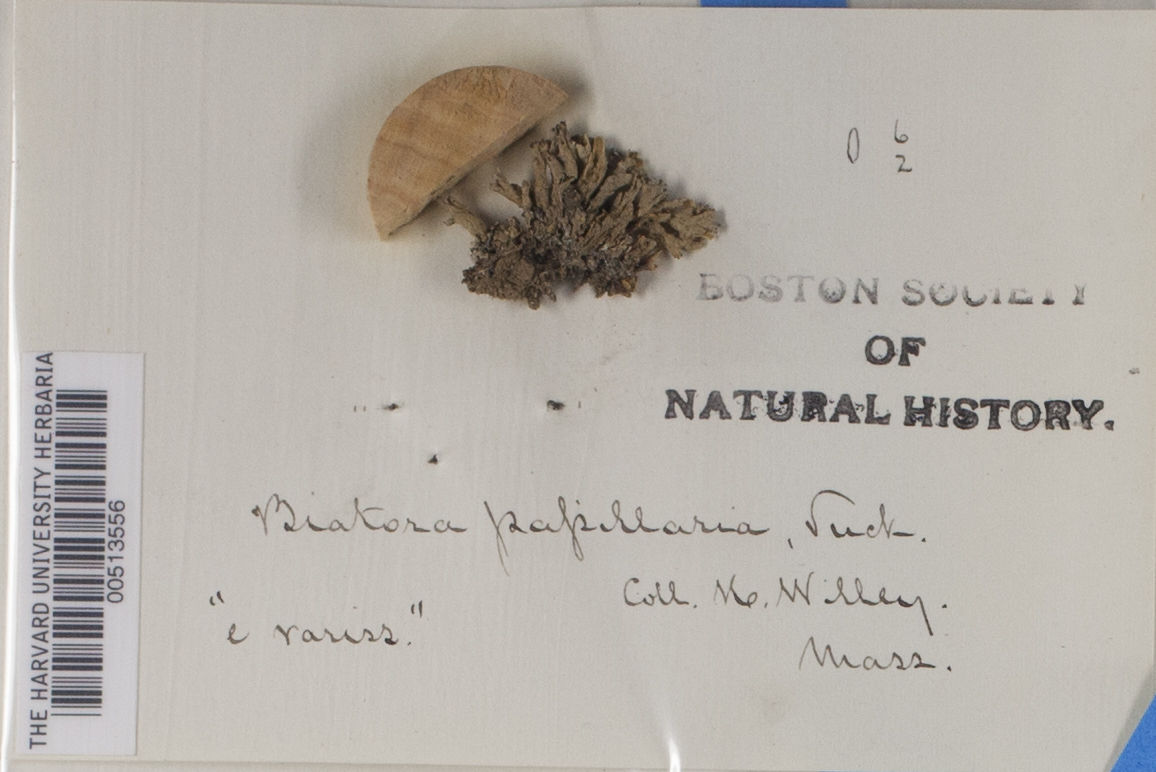 0 6
2
BOSTON SOCIETY
OF
NATURAL HISTORY.
THE HARVARD UNIVERSITY HERBARIA
00513556
Biatora papillaria, Tuck.
Coll. H. Willey.
"e variss."
Mass.